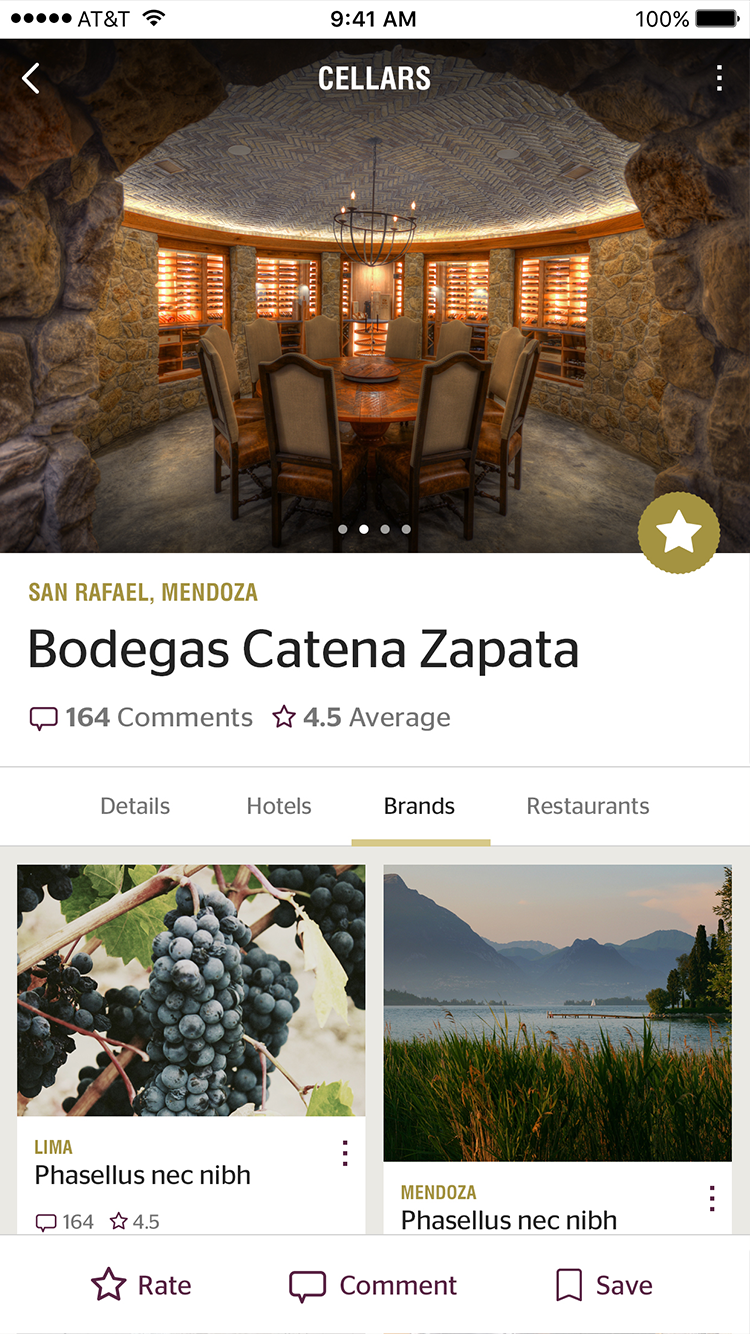 AT&T 9:41 AM 100%
CELLARS
SAN RAFAEL, MENDOZA
Bodegas Catena Zapata
164 Comments 4.5 Average
Details Hotels Brands Restaurants
LIMA
Phasellus nec nibh
164 4.5
MENDOZA
Phasellus nec nibh
Rate Comment Save